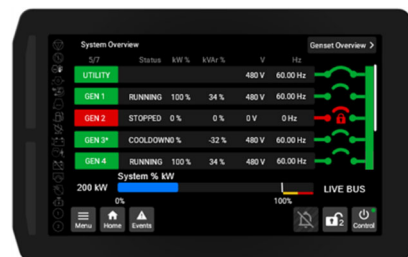 System Overview Genset Overview >
5/7 Status kW % kVAr % V Hz
UTILITY 480 V 60.00 Hz
GEN 1 RUNNING 100 % 34 % 480 V 60.00 Hz
GEN 2 STOPPED 0 % 0 % 0 V 0 Hz
GEN 3* COOLDOWN0 % -32 % 480 V 60.00 Hz
GEN 4 RUNNING 100 % 34 % 480 V 60.00 Hz
System % kW
200 kW LIVE BUS
0% 100%
Menu Home Events 2 Control